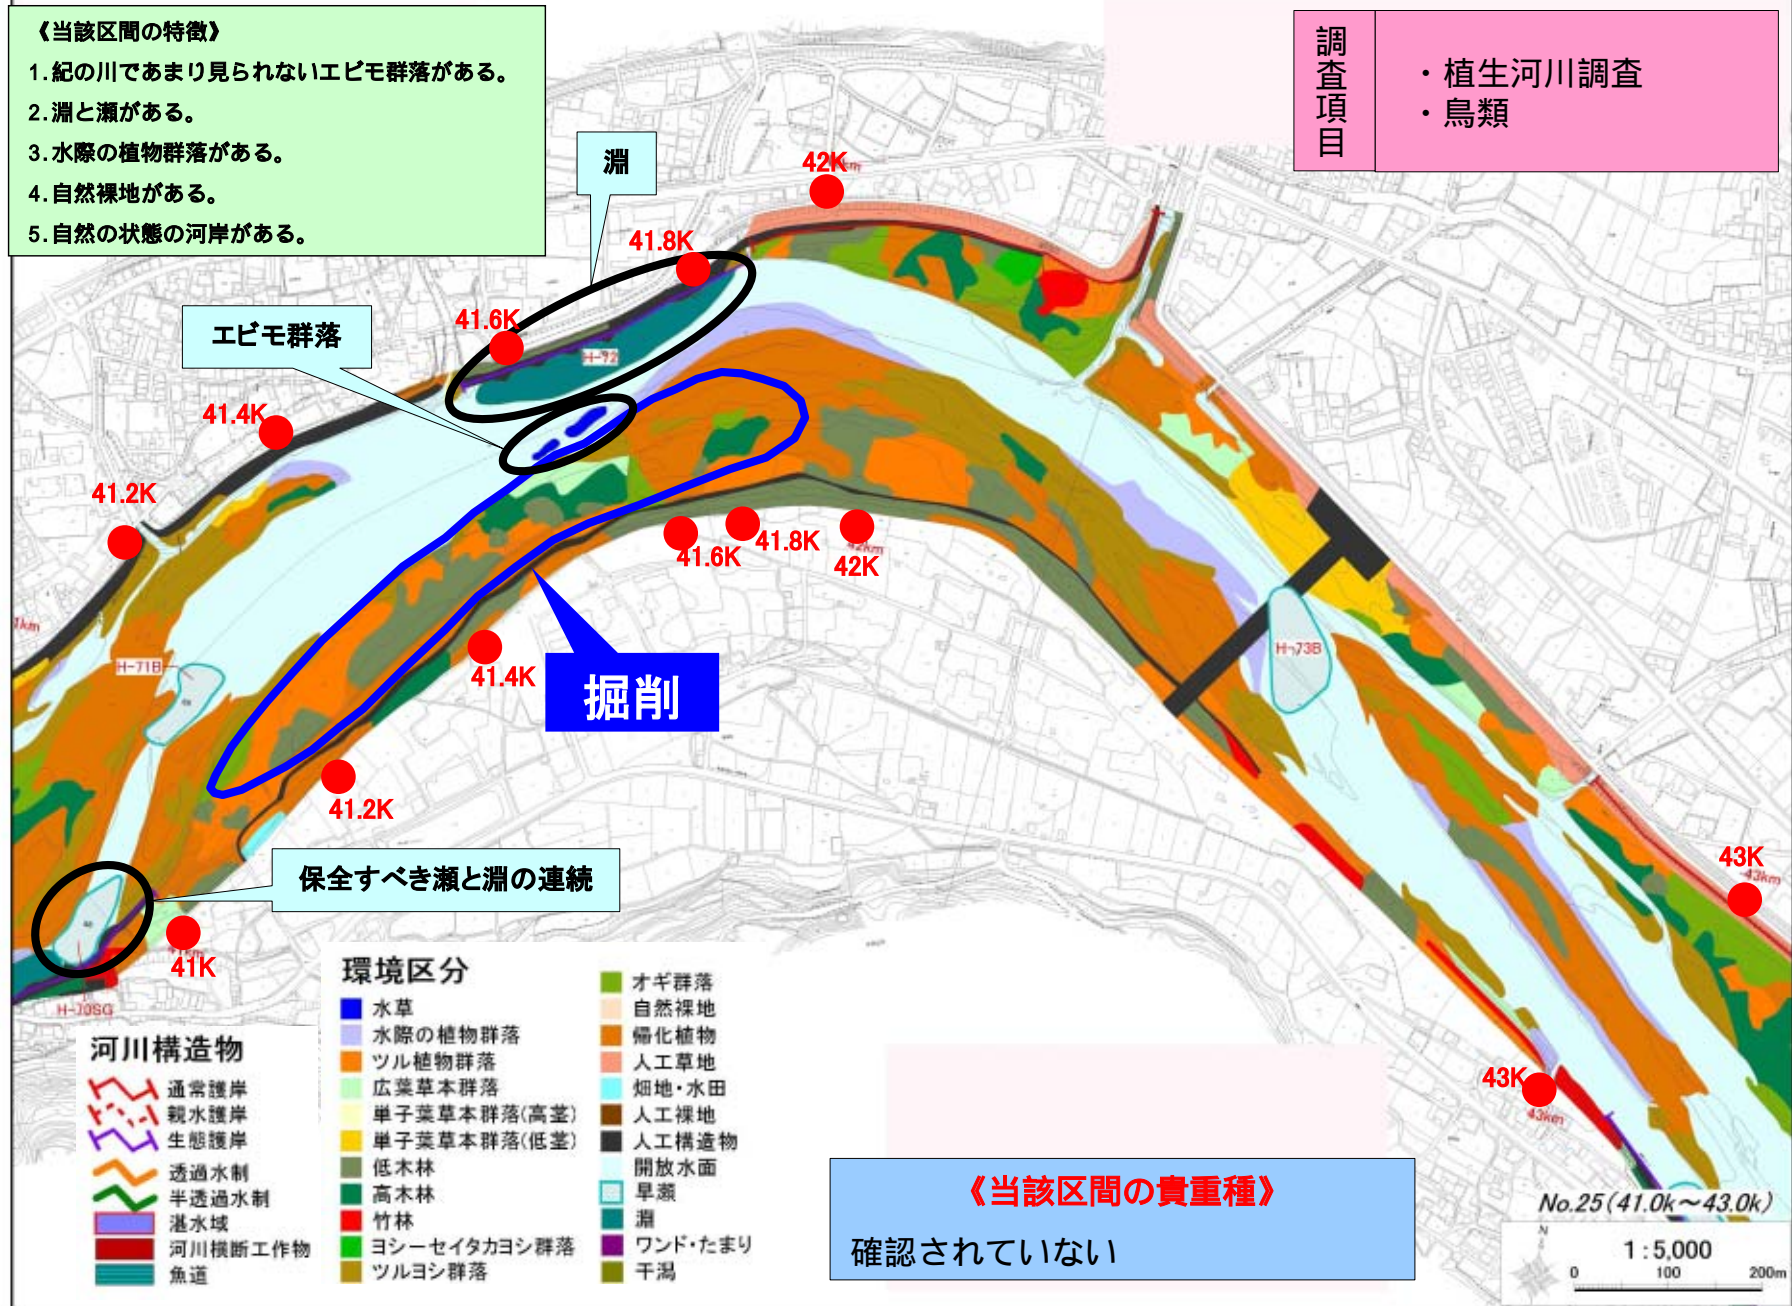 《当該区間の特徴》
1.紀の川であまり見られないエビモ群落がある。
2.淵と瀬がある。
3.水際の植物群落がある。
4.自然裸地がある。
5.自然の状態の河岸がある。
調査項目
・植生河川調査
・鳥類
淵
42K
41.8K
エビモ群落
41.6K
H-72
41.4K
41.2K
41.6K
41.8K
42km
42K
1km
H-71B
41.4K
掘削
H-73B
41.2K
保全すべき瀬と淵の連続
41K
H-70SG
43K
43km
43K
43km
河川構造物
通常護岸
親水護岸
生態護岸
透過水制
半透過水制
湛水域
河川横断工作物
魚道
環境区分
水草
水際の植物群落
ツル植物群落
広葉草本群落
単子葉草本群落(高茎)
単子葉草本群落(低茎)
低木林
高木林
竹林
ヨシーセイタカヨシ群落
ツルヨシ群落
オギ群落
自然裸地
帰化植物
人工草地
畑地・水田
人工裸地
人工構造物
開放水面
早瀬
淵
ワンド・たまり
干潟
《当該区間の貴重種》
確認されていない
No.25(41.0k～43.0k)
N
1:5,000
0 100 200m